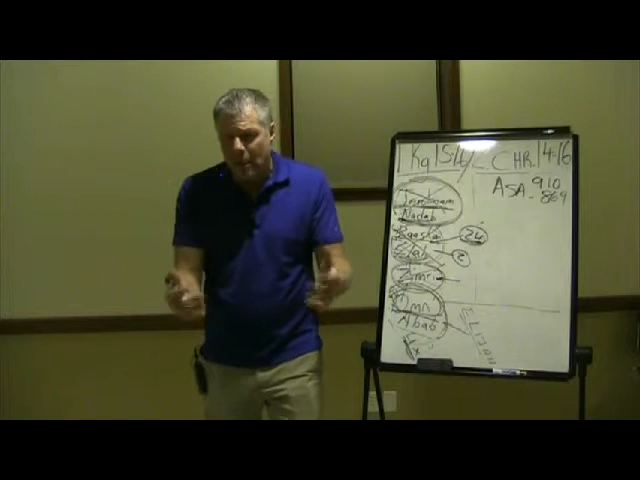 1 Kg 15-16 - CHR. 14-16
Jeroboam
Nadab
Baasha 24
Elah 2
Zimri
Omri
Ahab
ELIJAH
ASA 910
- 869